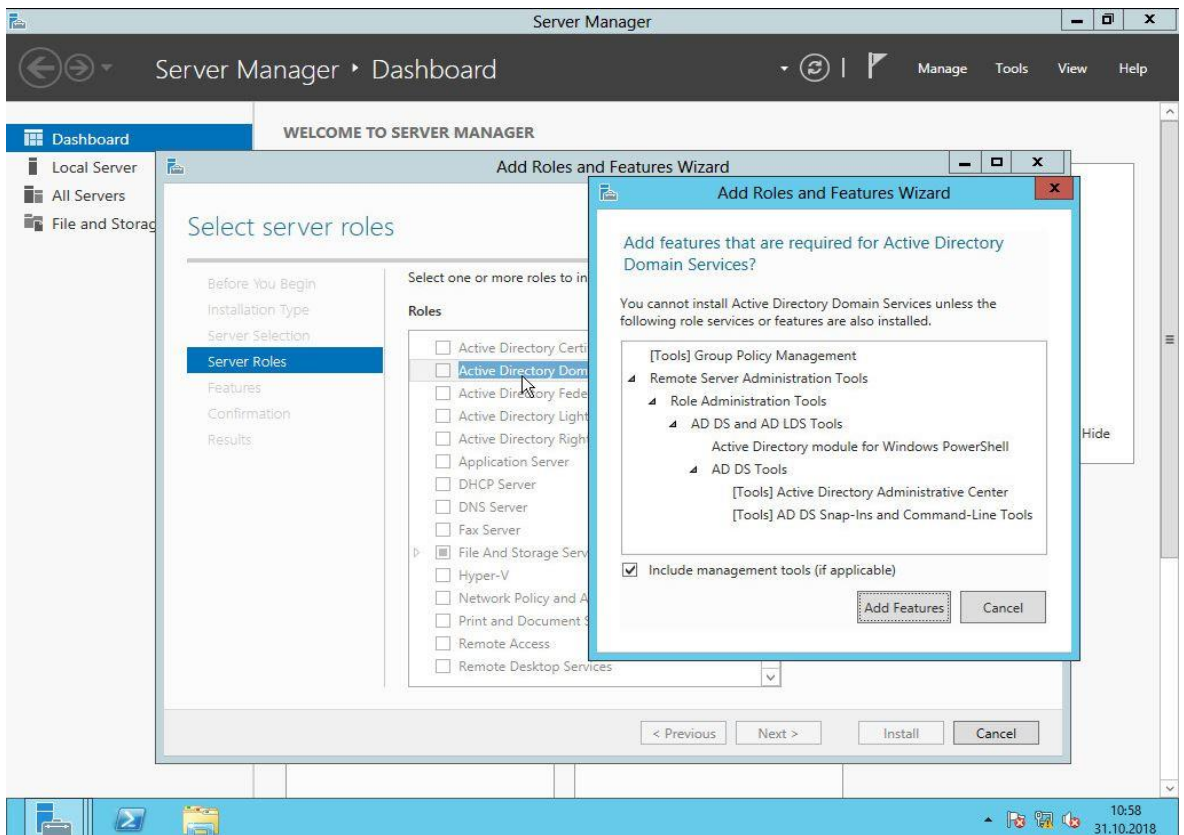 Server Manager
Server Manager ‣ Dashboard
Manage Tools View Help
Dashboard
Local Server
All Servers
File and Storag
WELCOME TO SERVER MANAGER
Add Roles and Features Wizard
Select server roles
Before You Begin
Installation Type
Server Selection
Server Roles
Features
Confirmation
Results
Select one or more roles to in
Roles
Active Directory Certi
Active Directory Dom
Active Directory Fede
Active Directory Light
Active Directory Right
Application Server
DHCP Server
DNS Server
Fax Server
File And Storage Serv
Hyper-V
Network Policy and A
Print and Document S
Remote Access
Remote Desktop Services
< Previous Next > Install Cancel
Add Roles and Features Wizard
Add features that are required for Active Directory
Domain Services?
You cannot install Active Directory Domain Services unless the
following role services or features are also installed.
[Tools] Group Policy Management
Remote Server Administration Tools
Role Administration Tools
AD DS and AD LDS Tools
Active Directory module for Windows PowerShell
AD DS Tools
[Tools] Active Directory Administrative Center
[Tools] AD DS Snap-Ins and Command-Line Tools
Include management tools (if applicable)
Add Features Cancel
Hide
10:58
31.10.2018